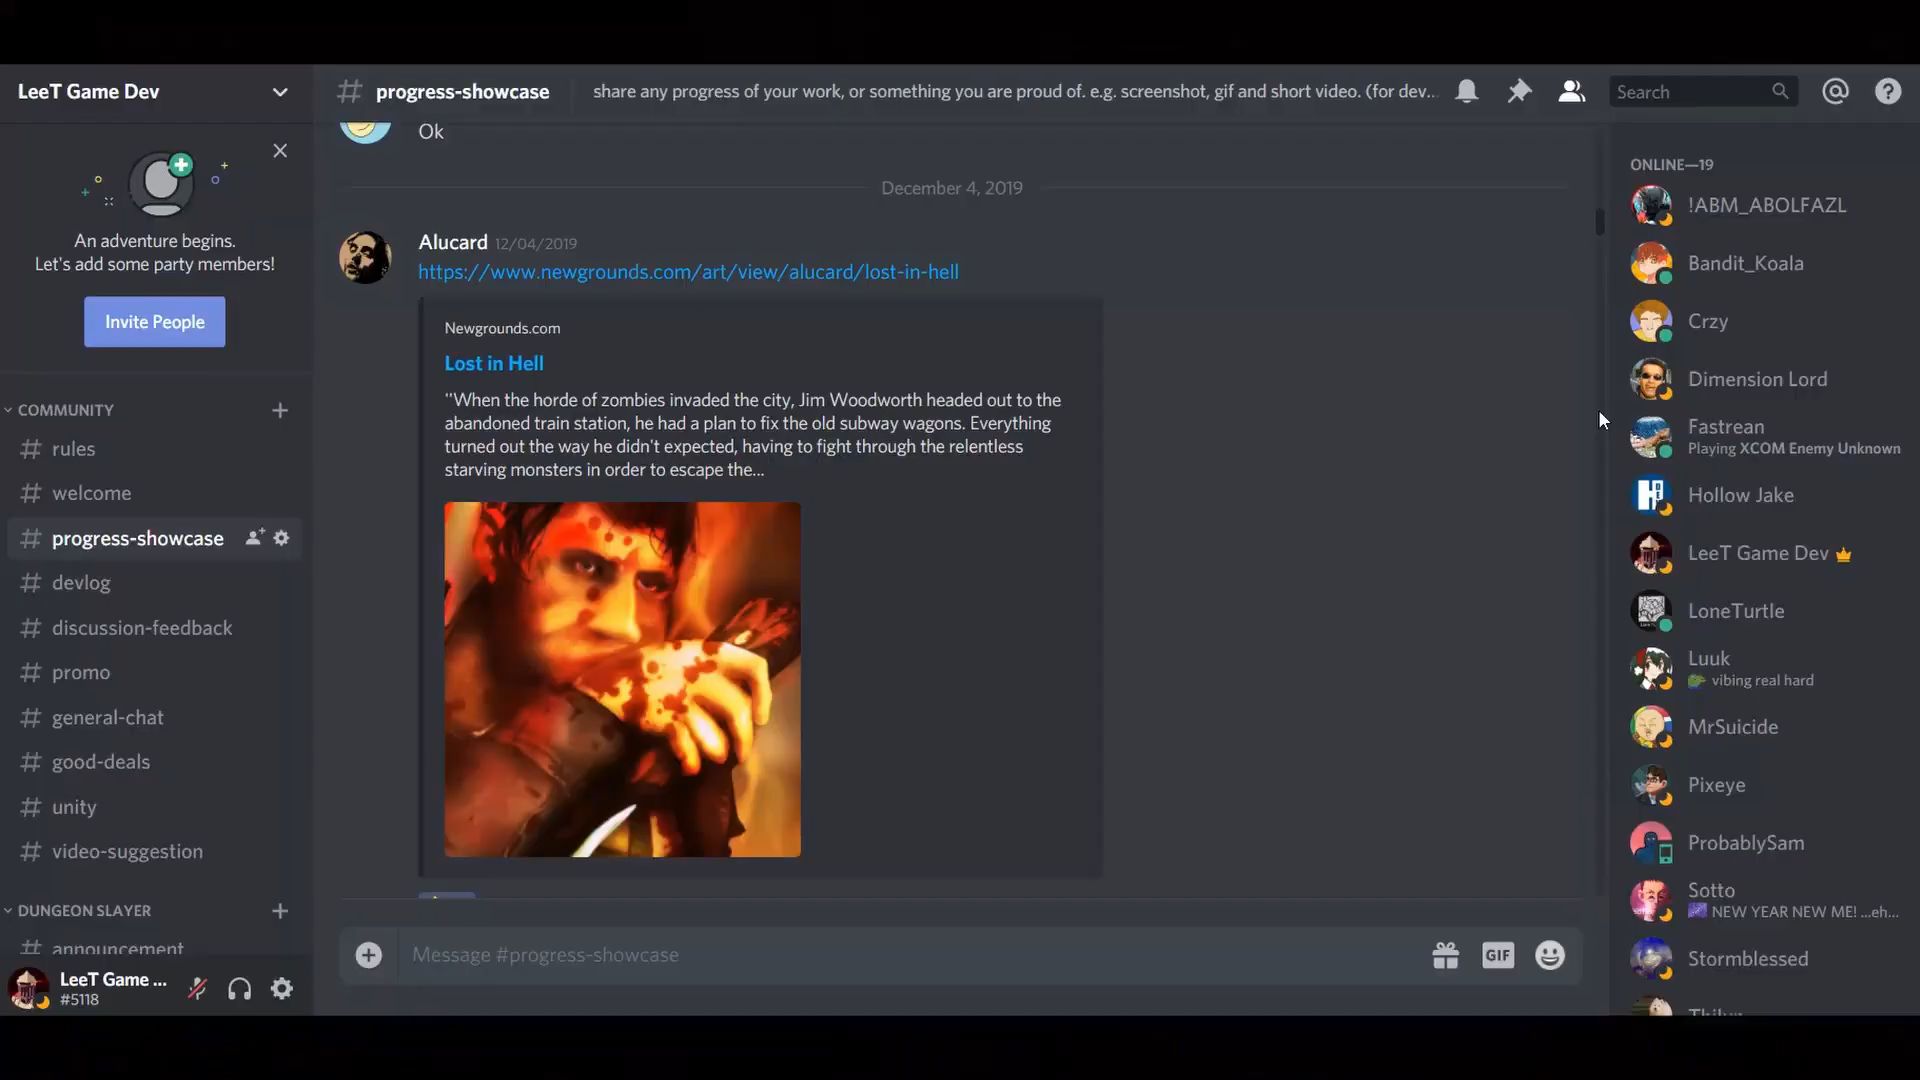 LeeT Game Dev
An adventure begins.
Let's add some party members!
Invite People
COMMUNITY
rules
welcome
progress-showcase
devlog
discussion-feedback
promo
general-chat
good-deals
unity
video-suggestion
DUNGEON SLAYER
announcement
LeeT Game ...
#5118
progress-showcase
share any progress of your work, or something you are proud of. e.g. screenshot, gif and short video. (for dev...
Search
Ok
December 4, 2019
Alucard 12/04/2019
https://www.newgrounds.com/art/view/alucard/lost-in-hell
Newgrounds.com
Lost in Hell
''When the horde of zombies invaded the city, Jim Woodworth headed out to the
abandoned train station, he had a plan to fix the old subway wagons. Everything
turned out the way he didn't expected, having to fight through the relentless
starving monsters in order to escape the...
Message #progress-showcase
GIF
ONLINE—19
!ABM_ABOLFAZL
Bandit_Koala
Crzy
Dimension Lord
Fastrean
Playing XCOM Enemy Unknown
Hollow Jake
LeeT Game Dev
LoneTurtle
Luuk
vibing real hard
MrSuicide
Pixeye
ProbablySam
Sotto
NEW YEAR NEW ME! ...eh...
Stormblessed